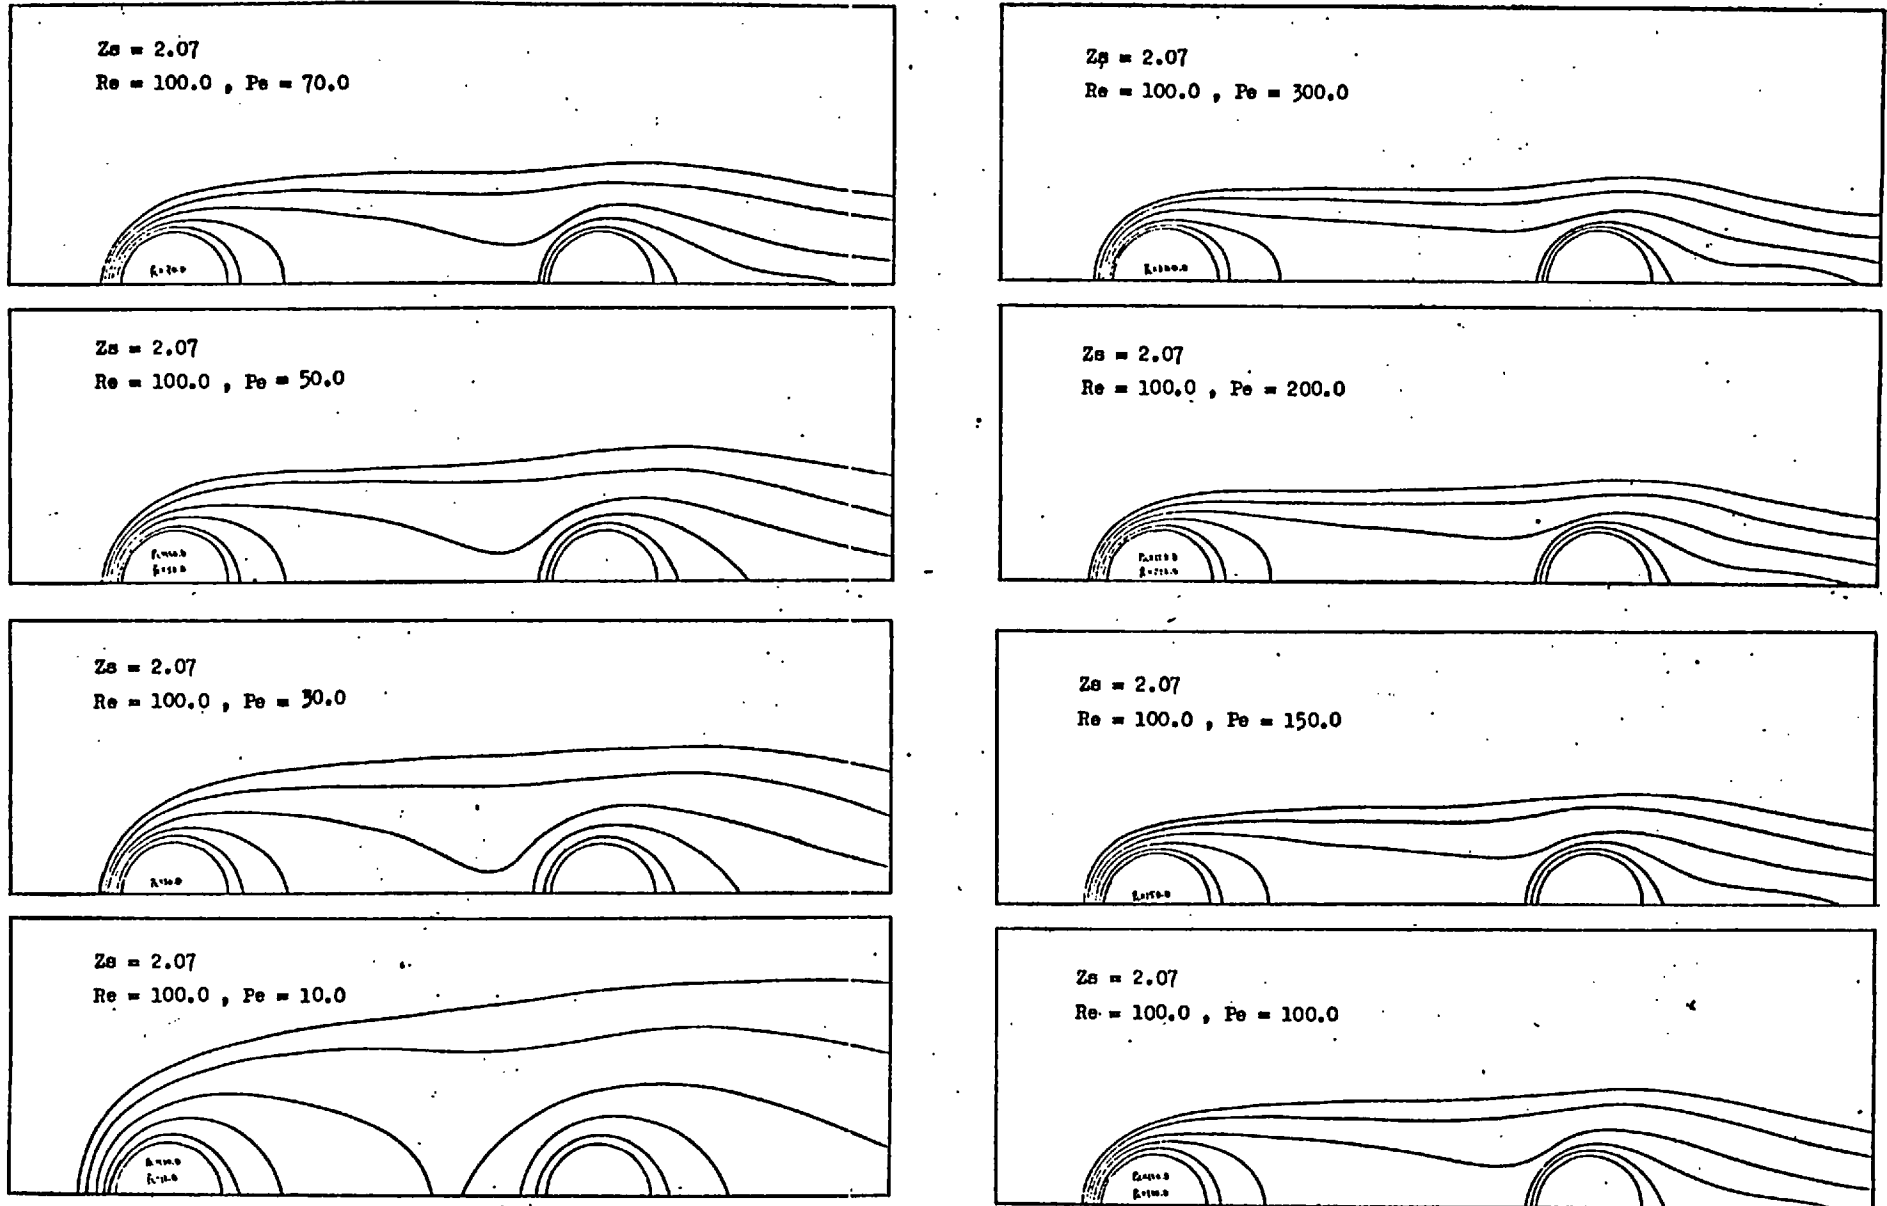 Zs = 2.07
Re = 100.0 , Pe = 70.0
Zs = 2.07
Re = 100.0 , Pe = 50.0
Zs = 2.07
Re = 100.0 , Pe = 30.0
Zs = 2.07
Re = 100.0 , Pe = 10.0
Zs = 2.07
Re = 100.0 , Pe = 300.0
Zs = 2.07
Re = 100.0 , Pe = 200.0
Zs = 2.07
Re = 100.0 , Pe = 150.0
Zs = 2.07
Re = 100.0 , Pe = 100.0